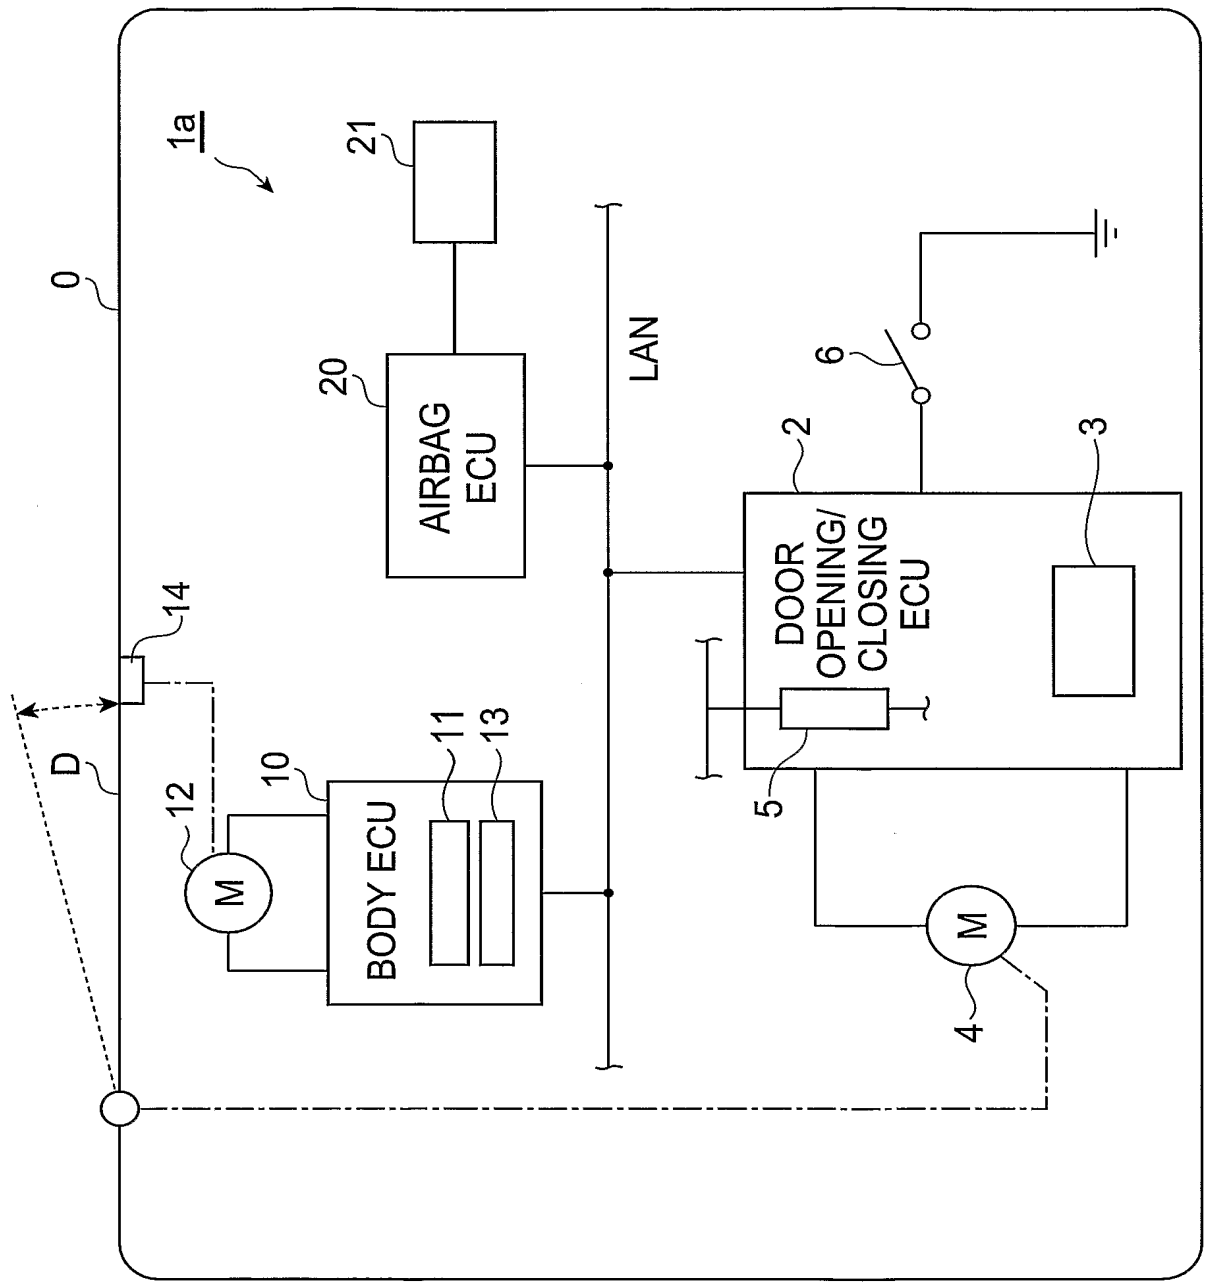 1a
0
D
14
12
M
10
BODY ECU
11
13
20
AIRBAG
ECU
21
LAN
2
DOOR
OPENING/
CLOSING
ECU
3
5
6
4
M